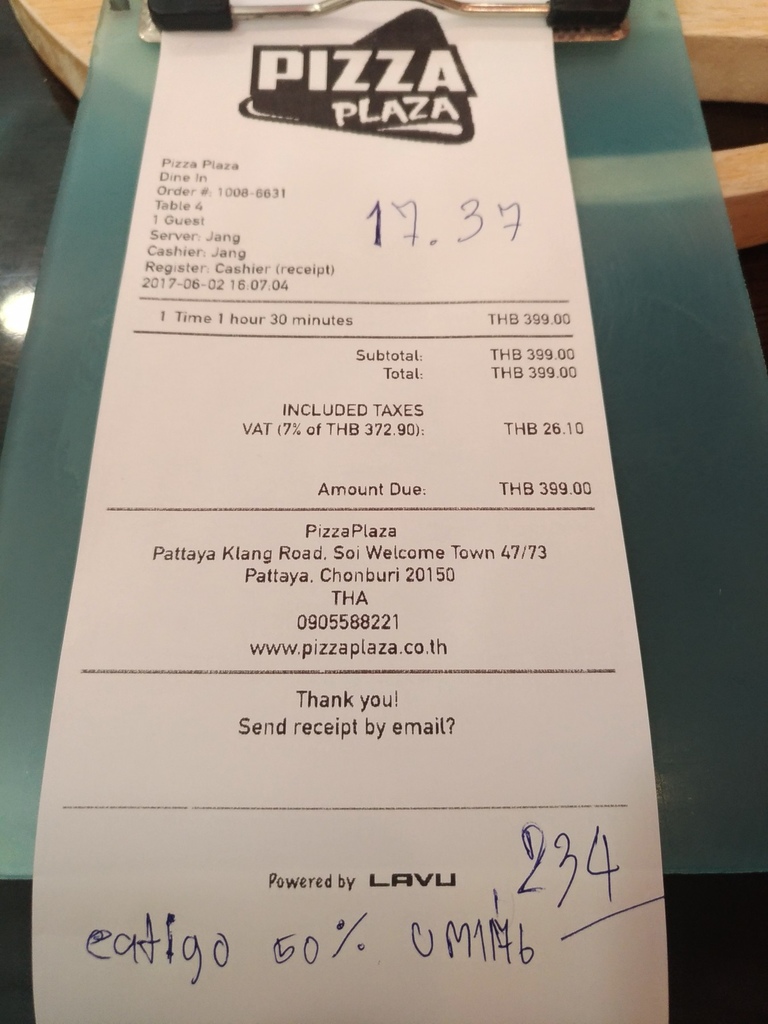 PIZZA
PLAZA
Pizza Plaza
Dine In
Order #: 1008-6631
Table 4
1 Guest
Server: Jang
Cashier: Jang
Register: Cashier (receipt)
2017-06-02 16:07.04
17.37
1 Time 1 hour 30 minutes THB 399.00
Subtotal: THB 399.00
Total: THB 399.00
INCLUDED TAXES
VAT (7% of THB 372.90): THB 26.10
Amount Due: THB 399.00
PizzaPlaza
Pattaya Klang Road, Soi Welcome Town 47/73
Pattaya, Chonburi 20150
THA
0905588221
www.pizzaplaza.co.th
Thank you!
Send receipt by email?
234
Powered by LAVU
eatigo 50%